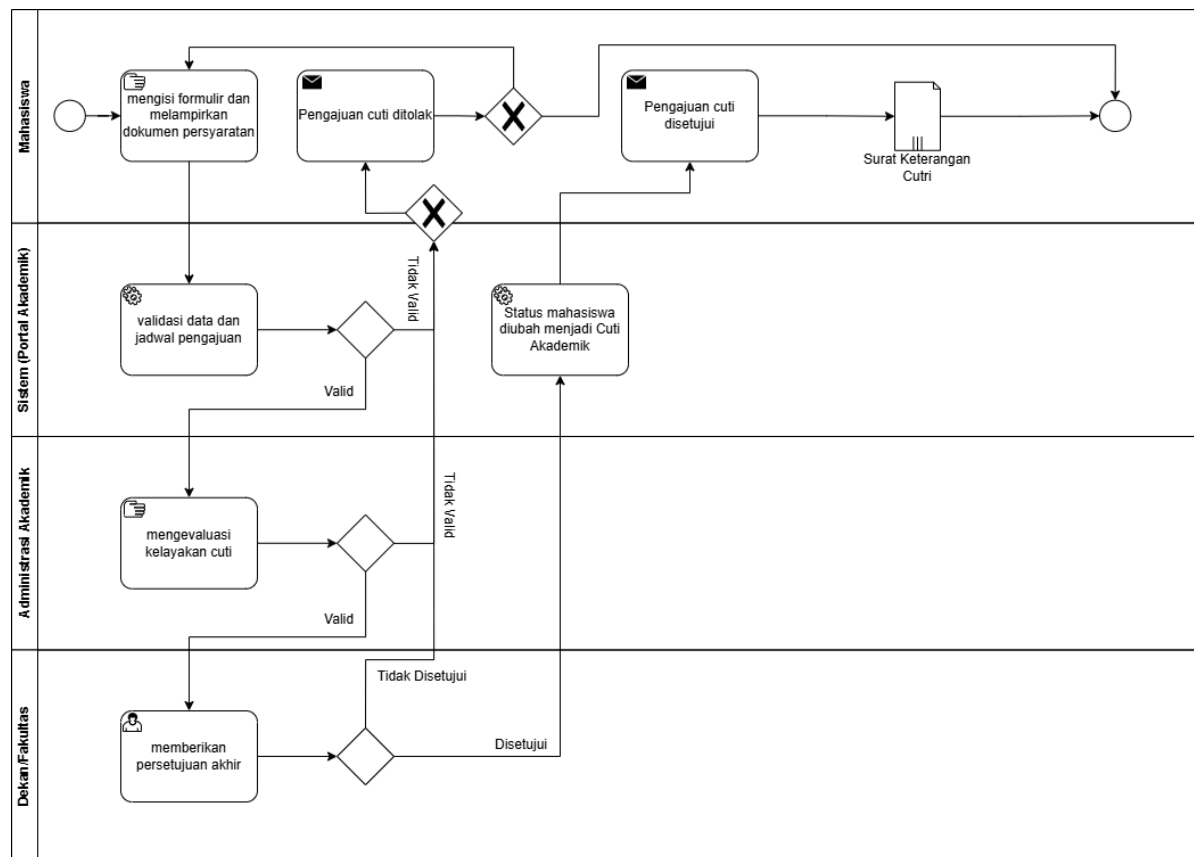 Mahasiswa
mengisi formulir dan
melampirkan
dokumen persyaratan
Pengajuan cuti ditolak
Pengajuan cuti
disetujui
Surat Keterangan
Cutri
Sistem (Portal Akademik)
validasi data dan
jadwal pengajuan
Valid
Tidak Valid
Status mahasiswa
diubah menjadi Cuti
Akademik
Administrasi Akademik
mengevaluasi
kelayakan cuti
Valid
Tidak Valid
Dekan/Fakultas
memberikan
persetujuan akhir
Tidak Disetujui
Disetujui